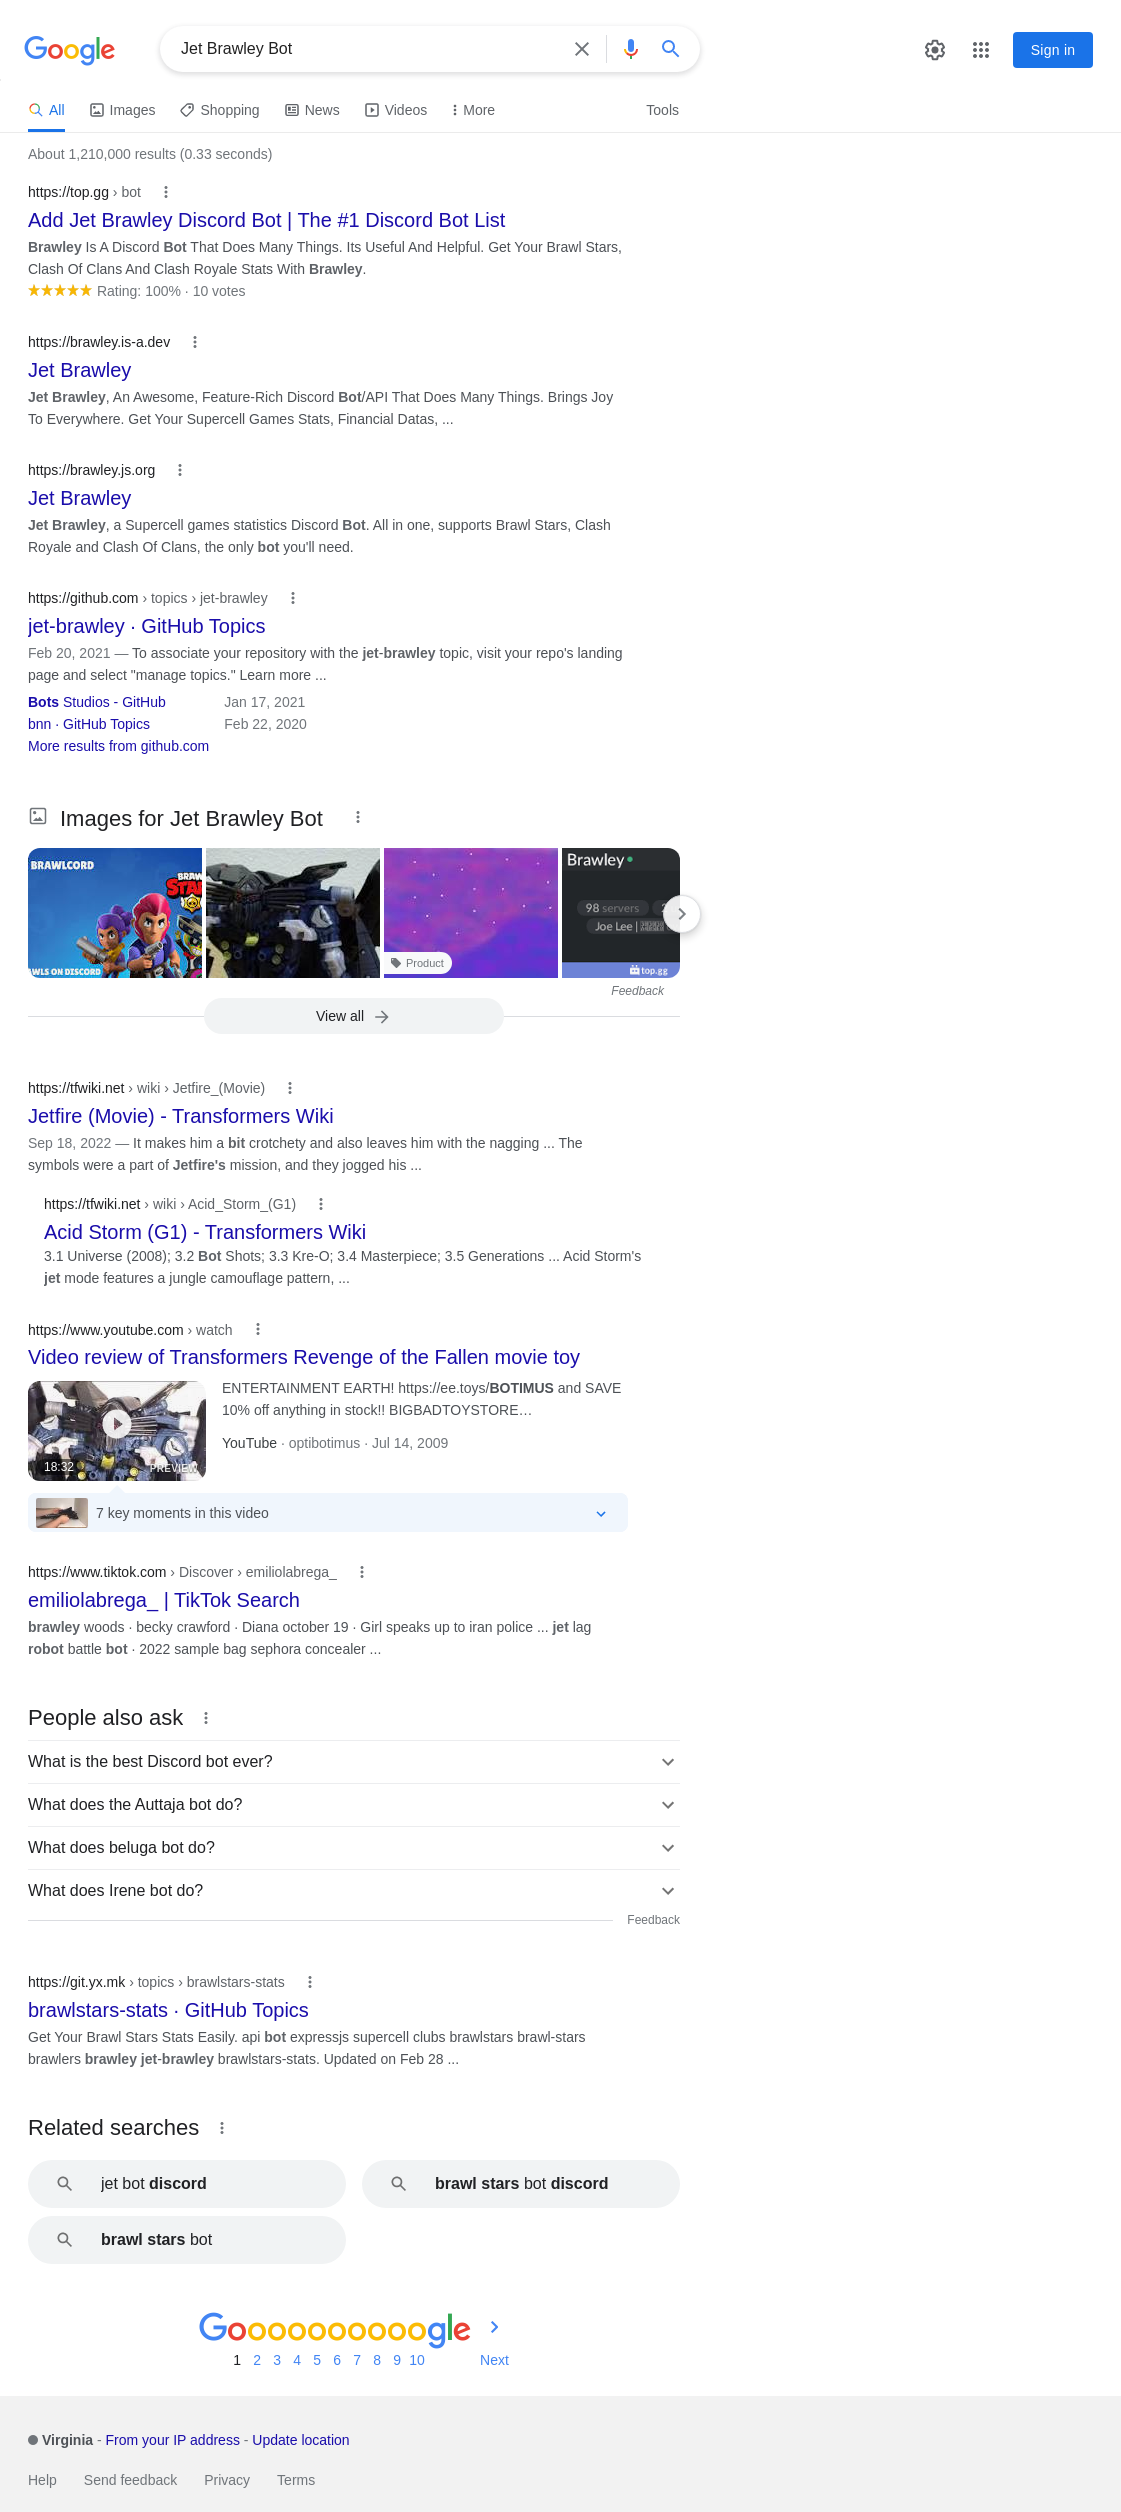 Google
Jet Brawley Bot
Sign in
All
Images
Shopping
News
Videos
More
Tools
About 1,210,000 results (0.33 seconds)
https://top.gg › bot
Add Jet Brawley Discord Bot | The #1 Discord Bot List
Brawley Is A Discord Bot That Does Many Things. Its Useful And Helpful. Get Your Brawl Stars,
Clash Of Clans And Clash Royale Stats With Brawley.
Rating: 100% · 10 votes
https://brawley.is-a.dev
Jet Brawley
Jet Brawley, An Awesome, Feature-Rich Discord Bot/API That Does Many Things. Brings Joy
To Everywhere. Get Your Supercell Games Stats, Financial Datas, ...
https://brawley.js.org
Jet Brawley
Jet Brawley, a Supercell games statistics Discord Bot. All in one, supports Brawl Stars, Clash
Royale and Clash Of Clans, the only bot you'll need.
https://github.com › topics › jet-brawley
jet-brawley · GitHub Topics
Feb 20, 2021 — To associate your repository with the jet-brawley topic, visit your repo's landing
page and select "manage topics." Learn more ...
Bots Studios - GitHub Jan 17, 2021
bnn · GitHub Topics Feb 22, 2020
More results from github.com
Images for Jet Brawley Bot
BRAWLCORD
BRAW
STAR
AWLS ON DISCORD
Product
Brawley
98 servers
Joe Lee |
top.gg
Feedback
View all
https://tfwiki.net › wiki › Jetfire_(Movie)
Jetfire (Movie) - Transformers Wiki
Sep 18, 2022 — It makes him a bit crotchety and also leaves him with the nagging ... The
symbols were a part of Jetfire's mission, and they jogged his ...
https://tfwiki.net › wiki › Acid_Storm_(G1)
Acid Storm (G1) - Transformers Wiki
3.1 Universe (2008); 3.2 Bot Shots; 3.3 Kre-O; 3.4 Masterpiece; 3.5 Generations ... Acid Storm's
jet mode features a jungle camouflage pattern, ...
https://www.youtube.com › watch
Video review of Transformers Revenge of the Fallen movie toy
ENTERTAINMENT EARTH! https://ee.toys/BOTIMUS and SAVE
10% off anything in stock!! BIGBADTOYSTORE…
YouTube · optibotimus · Jul 14, 2009
18:32
PREVIEW
7 key moments in this video
https://www.tiktok.com › Discover › emiliolabrega_
emiliolabrega_ | TikTok Search
brawley woods · becky crawford · Diana october 19 · Girl speaks up to iran police ... jet lag
robot battle bot · 2022 sample bag sephora concealer ...
People also ask
What is the best Discord bot ever?
What does the Auttaja bot do?
What does beluga bot do?
What does Irene bot do?
Feedback
https://git.yx.mk › topics › brawlstars-stats
brawlstars-stats · GitHub Topics
Get Your Brawl Stars Stats Easily. api bot expressjs supercell clubs brawlstars brawl-stars
brawlers brawley jet-brawley brawlstars-stats. Updated on Feb 28 ...
Related searches
jet bot discord
brawl stars bot discord
brawl stars bot
Goooooooooogle
1 2 3 4 5 6 7 8 9 10 Next
Virginia - From your IP address - Update location
Help Send feedback Privacy Terms